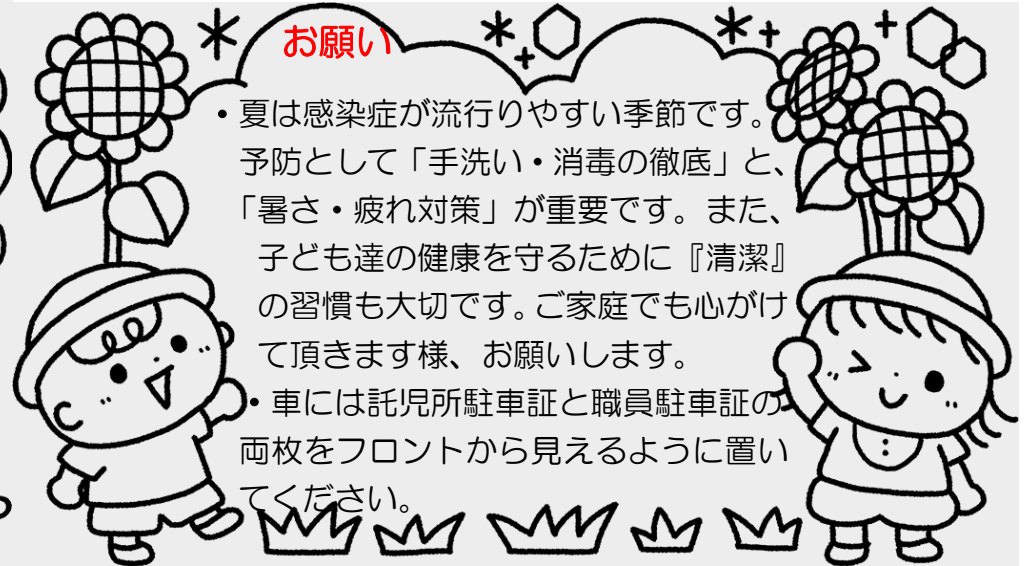 お願い
・夏は感染症が流行りやすい季節です。
予防として「手洗い・消毒の徹底」と、
「暑さ・疲れ対策」が重要です。また、
子ども達の健康を守るために『清潔』
の習慣も大切です。ご家庭でも心がけ
て頂きます様、お願いします。
・車には託児所駐車証と職員駐車証の
両枚をフロントから見えるように置い
てください。